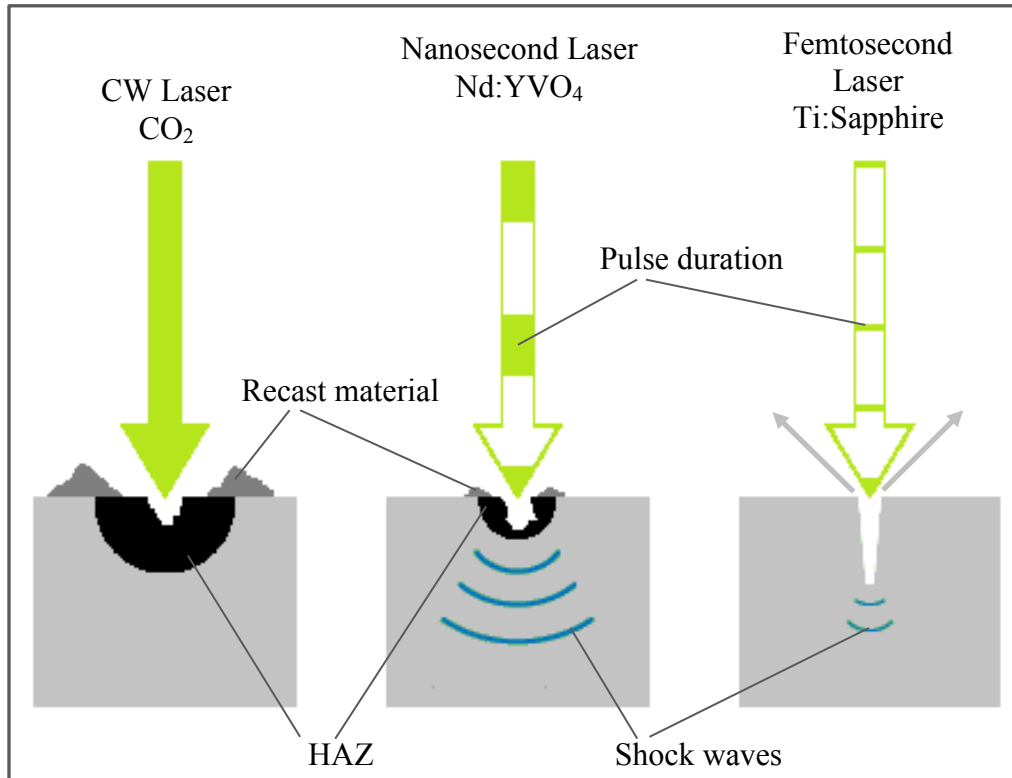 CW Laser
CO₂
Nanosecond Laser
Nd:YVO₄
Femtosecond
Laser
Ti:Sapphire
Pulse duration
Recast material
HAZ
Shock waves